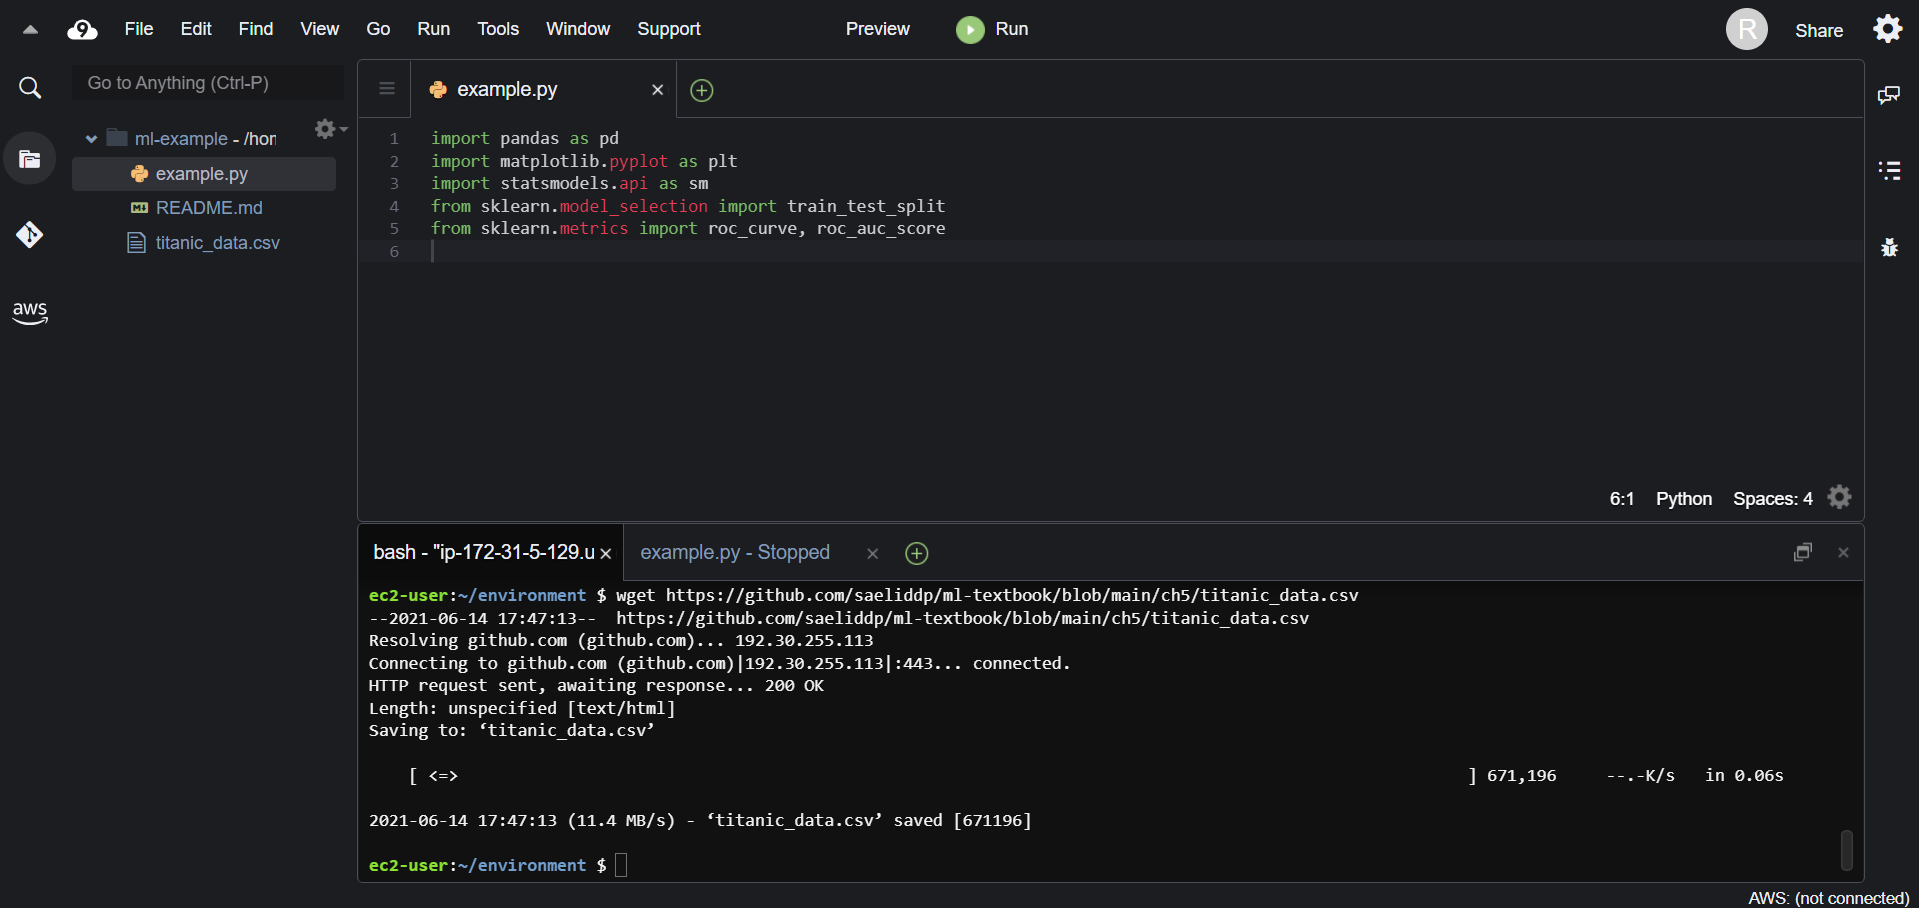 9 File Edit Find View Go Run Tools Window Support Preview Run R Share
Go to Anything (Ctrl-P)
ml-example - /hon
example.py
README.md
titanic_data.csv
aws
example.py
1 import pandas as pd
2 import matplotlib.pyplot as plt
3 import statsmodels.api as sm
4 from sklearn.model_selection import train_test_split
5 from sklearn.metrics import roc_curve, roc_auc_score
6
6:1 Python Spaces: 4
bash - "ip-172-31-5-129.u
example.py - Stopped
ec2-user:~/environment $ wget https://github.com/saeliddp/ml-textbook/blob/main/ch5/titanic_data.csv
--2021-06-14 17:47:13-- https://github.com/saeliddp/ml-textbook/blob/main/ch5/titanic_data.csv
Resolving github.com (github.com)... 192.30.255.113
Connecting to github.com (github.com)|192.30.255.113|:443... connected.
HTTP request sent, awaiting response... 200 OK
Length: unspecified [text/html]
Saving to: ‘titanic_data.csv’
[ <=> ] 671,196 --.-K/s in 0.06s
2021-06-14 17:47:13 (11.4 MB/s) - ‘titanic_data.csv’ saved [671196]
ec2-user:~/environment $
AWS: (not connected)